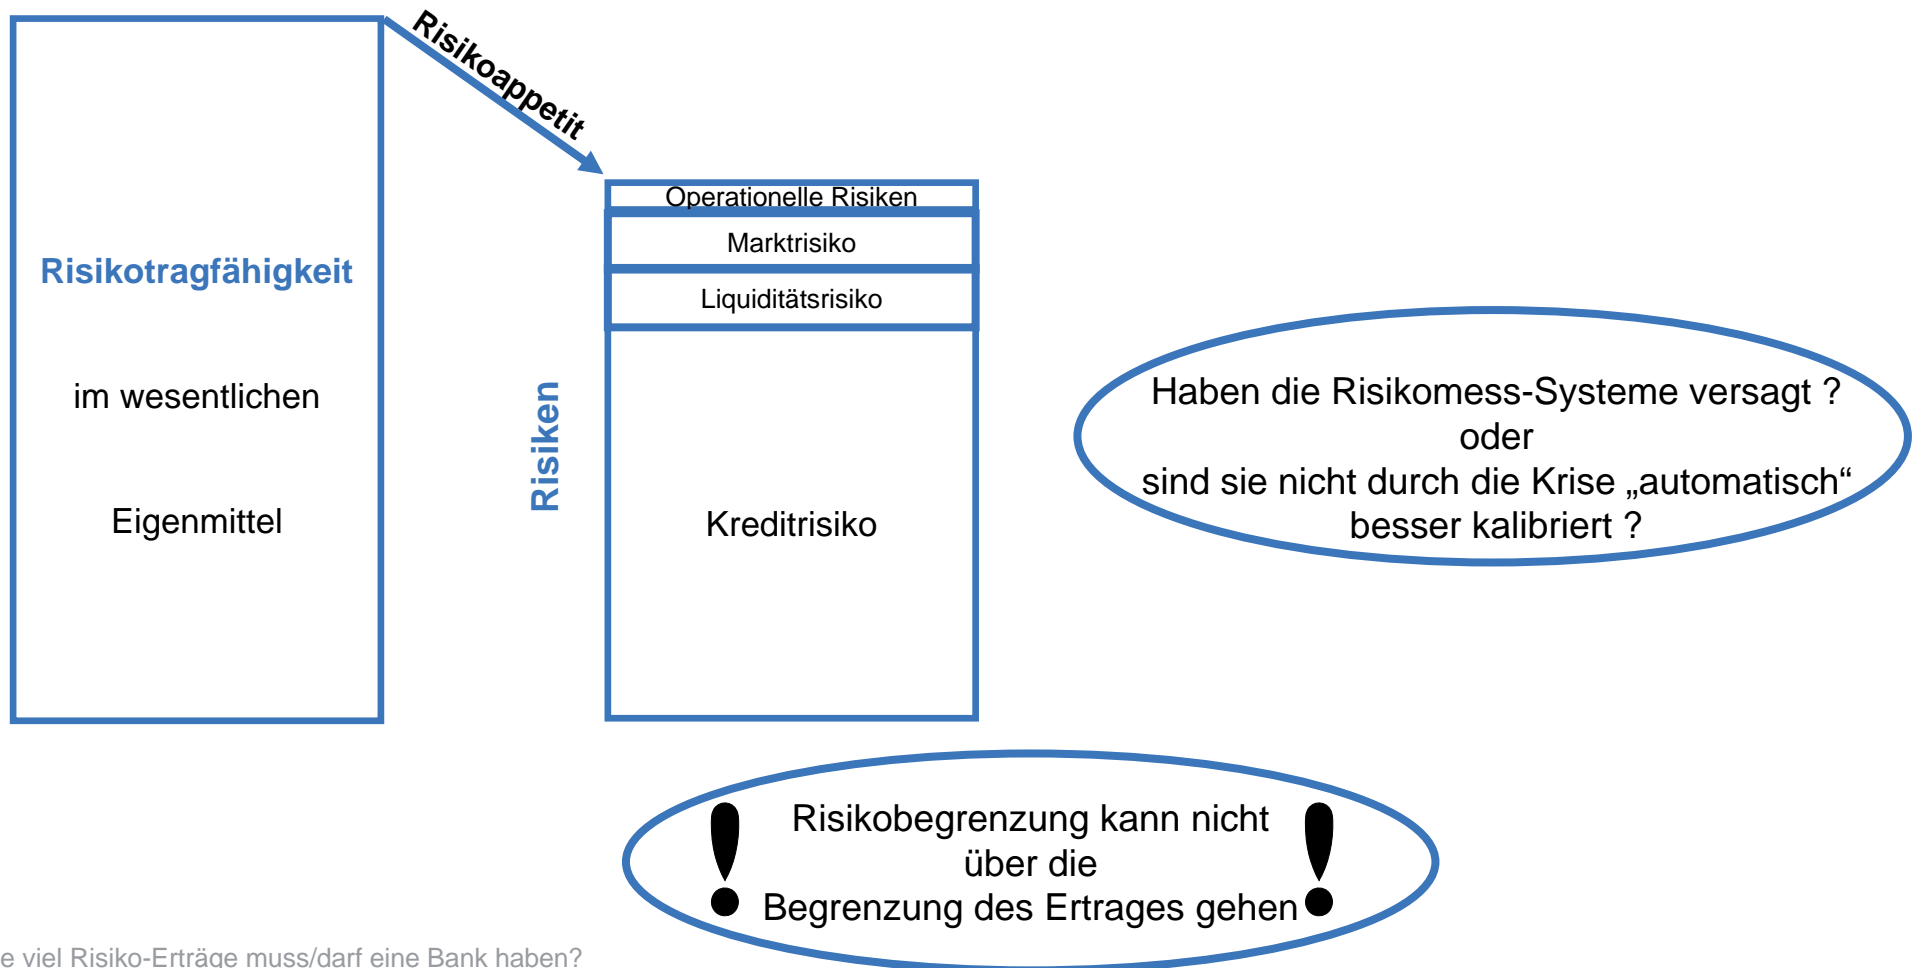 Risikoappetit
Risikotragfähigkeit
im wesentlichen
Eigenmittel
Risiken
Operationelle Risiken
Marktrisiko
Liquiditätsrisiko
Kreditrisiko
Haben die Risikomess-Systeme versagt ?
oder
sind sie nicht durch die Krise „automatisch“
besser kalibriert ?
! Risikobegrenzung kann nicht !
über die
Begrenzung des Ertrages gehen
e viel Risiko-Erträge muss/darf eine Bank haben?